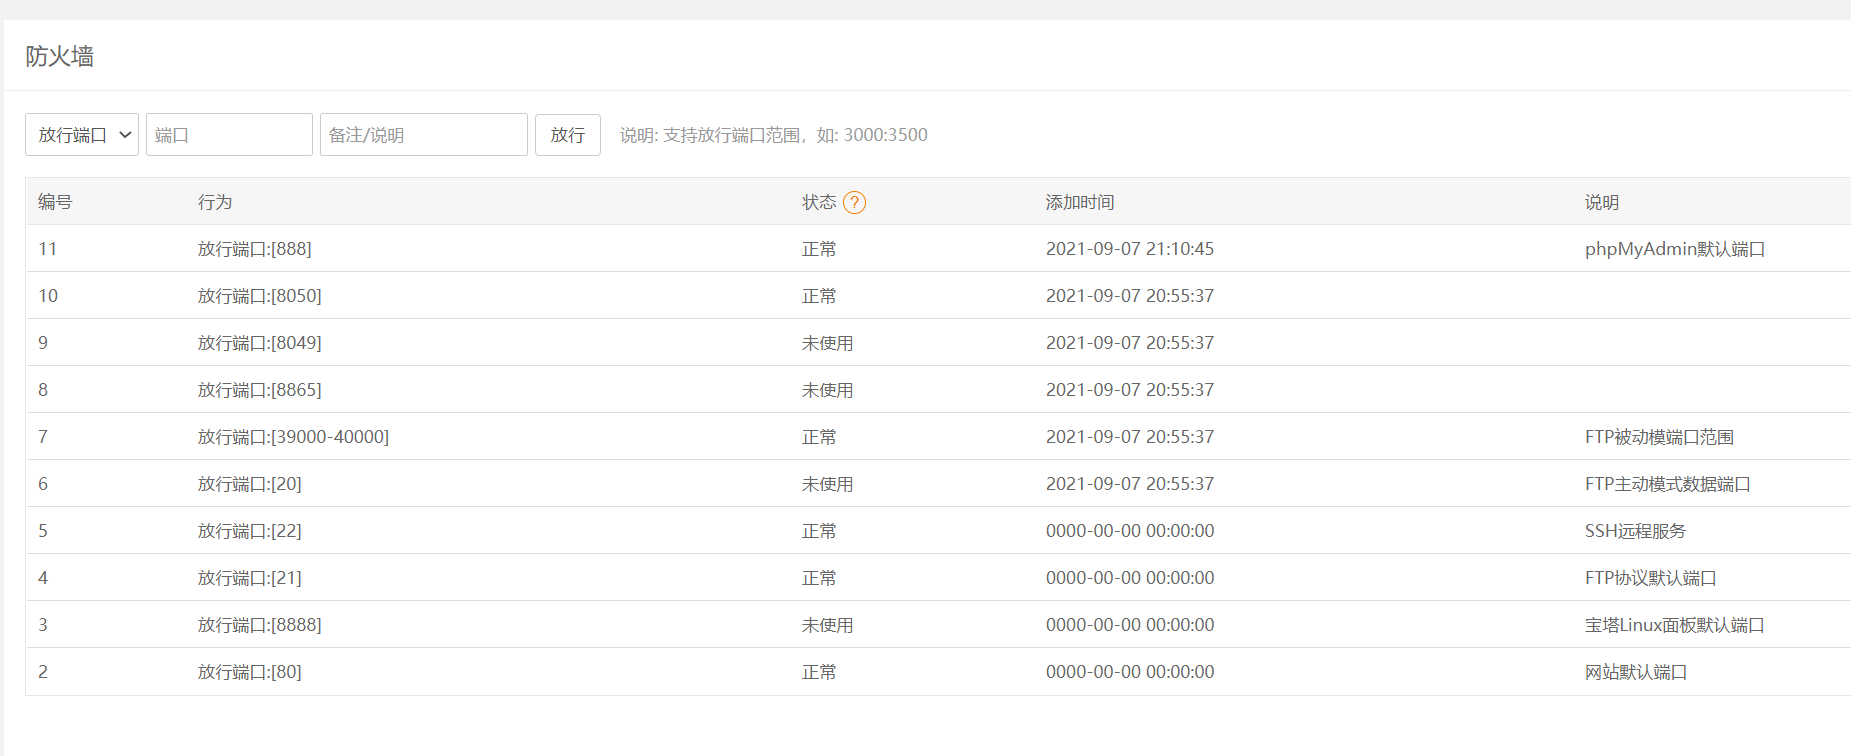 防火墙
放行端口 端口 备注/说明 放行 说明: 支持放行端口范围，如: 3000:3500
编号 行为 状态 ? 添加时间 说明
11 放行端口:[888] 正常 2021-09-07 21:10:45 phpMyAdmin默认端口
10 放行端口:[8050] 正常 2021-09-07 20:55:37
9 放行端口:[8049] 未使用 2021-09-07 20:55:37
8 放行端口:[8865] 未使用 2021-09-07 20:55:37
7 放行端口:[39000-40000] 正常 2021-09-07 20:55:37 FTP被动模端口范围
6 放行端口:[20] 未使用 2021-09-07 20:55:37 FTP主动模式数据端口
5 放行端口:[22] 正常 0000-00-00 00:00:00 SSH远程服务
4 放行端口:[21] 正常 0000-00-00 00:00:00 FTP协议默认端口
3 放行端口:[8888] 未使用 0000-00-00 00:00:00 宝塔Linux面板默认端口
2 放行端口:[80] 正常 0000-00-00 00:00:00 网站默认端口